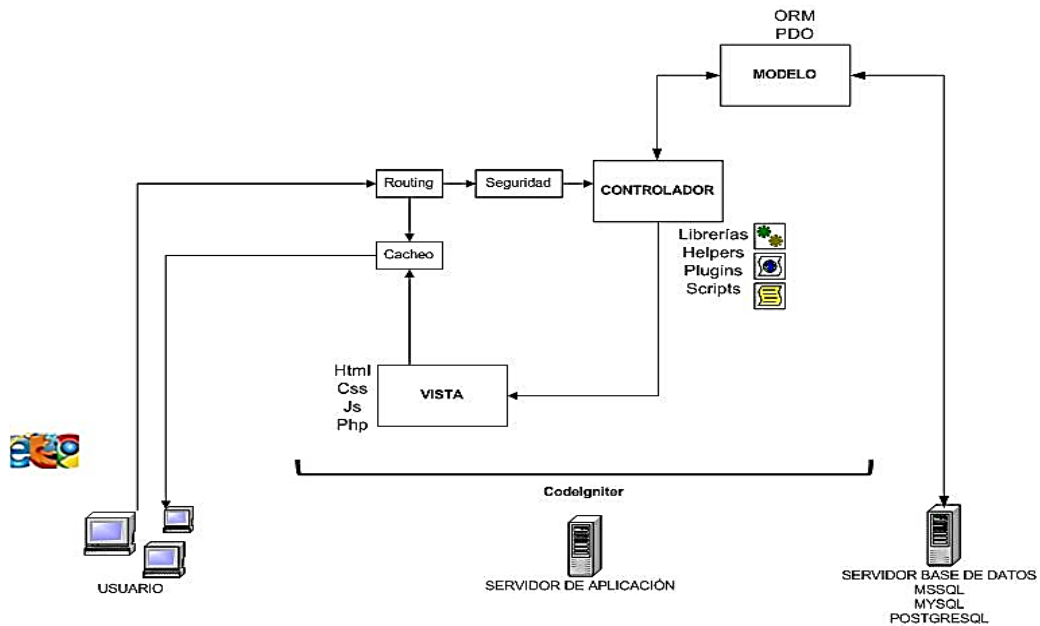 ORM
PDO
MODELO
Routing
Seguridad
CONTROLADOR
Cacheo
Librerías
Helpers
Plugins
Scripts
Html
Css
Js
Php
VISTA
CodeIgniter
USUARIO
SERVIDOR DE APLICACIÓN
SERVIDOR BASE DE DATOS
MSSQL
MYSQL
POSTGRESQL